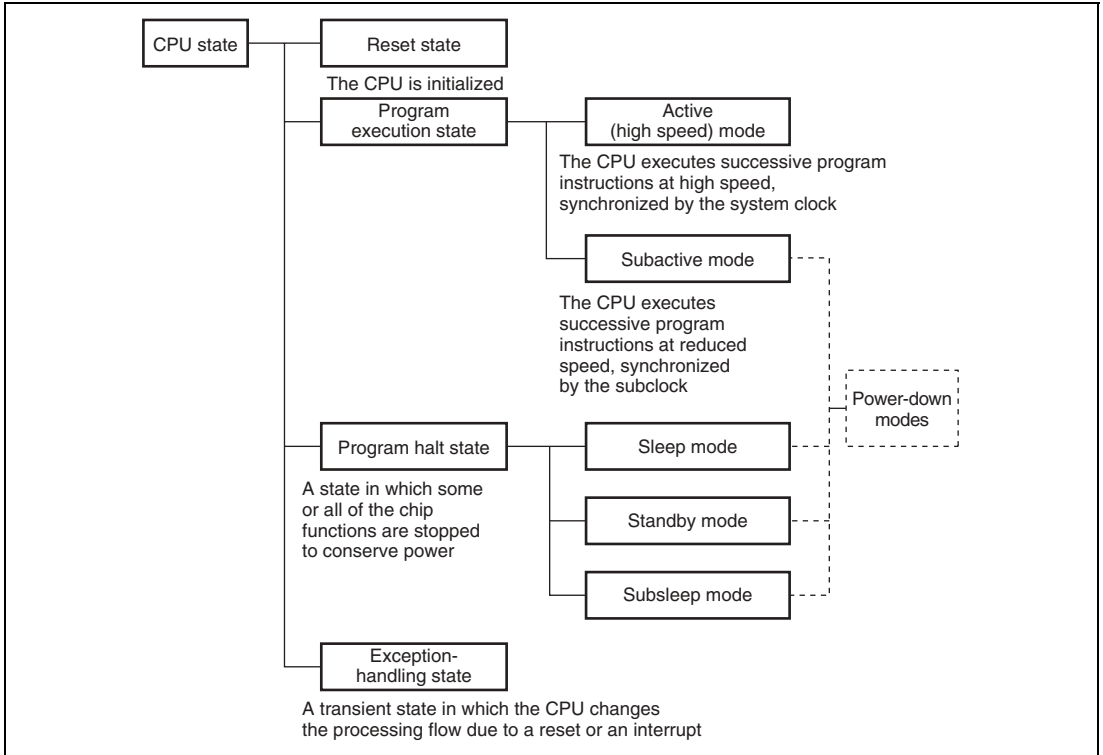 CPU state
Reset state
The CPU is initialized
Program
execution state
Active
(high speed) mode
The CPU executes successive program
instructions at high speed,
synchronized by the system clock
Subactive mode
The CPU executes
successive program
instructions at reduced
speed, synchronized
by the subclock
Power-down
modes
Program halt state
A state in which some
or all of the chip
functions are stopped
to conserve power
Sleep mode
Standby mode
Subsleep mode
Exception-
handling state
A transient state in which the CPU changes
the processing flow due to a reset or an interrupt